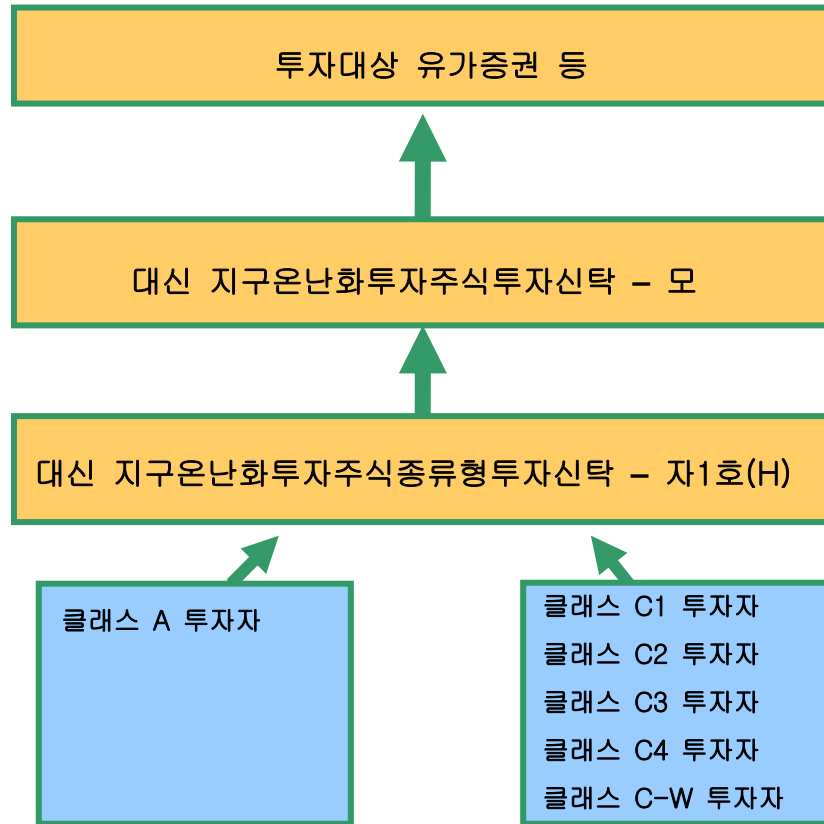 투자대상 유가증권 등
대신 지구온난화투자주식투자신탁 – 모
대신 지구온난화투자주식종류형투자신탁 – 자1호(H)
클래스 A 투자자
클래스 C1 투자자
클래스 C2 투자자
클래스 C3 투자자
클래스 C4 투자자
클래스 C-W 투자자